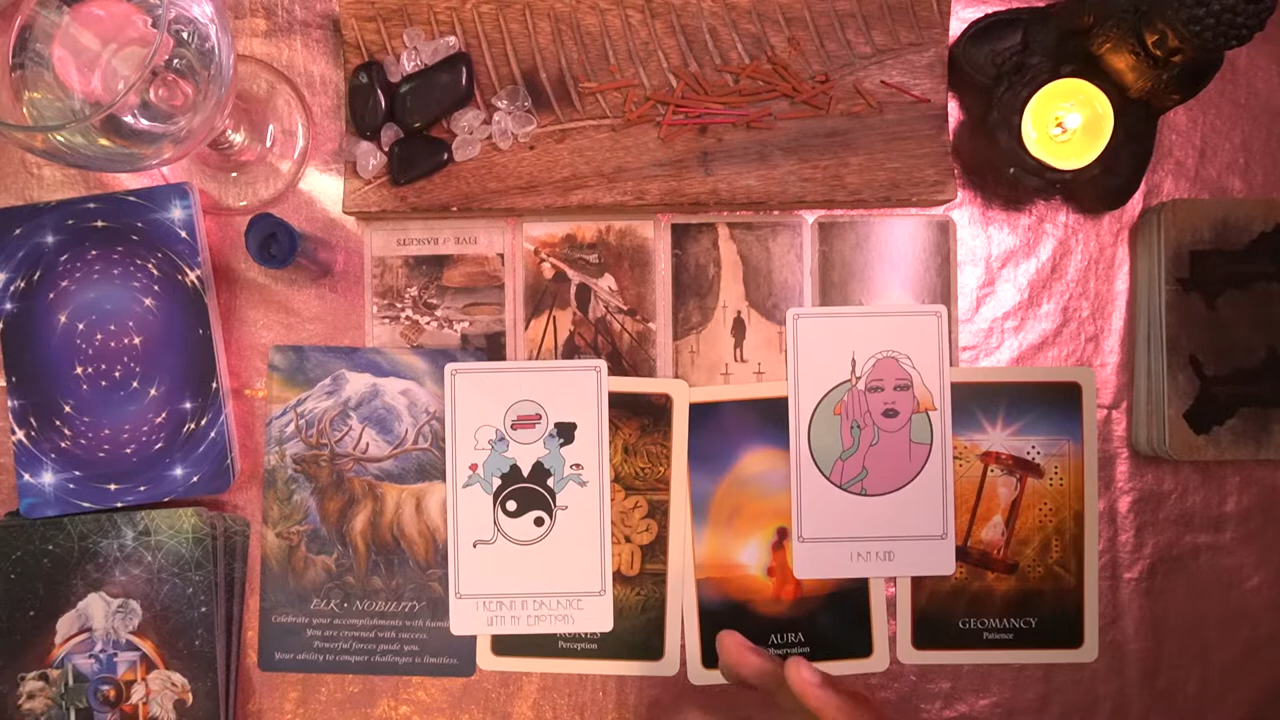 FIVE of BASKETS
I REMAIN IN BALANCE
WITH MY EMOTIONS
I AM KIND
ELK • NOBILITY
Celebrate your accomplishments with
You are crowned with success.
Powerful forces guide you.
Your ability to conquer challenges is limitless.
RUNES
Perception
AURA
Observation
GEOMANCY
Patience